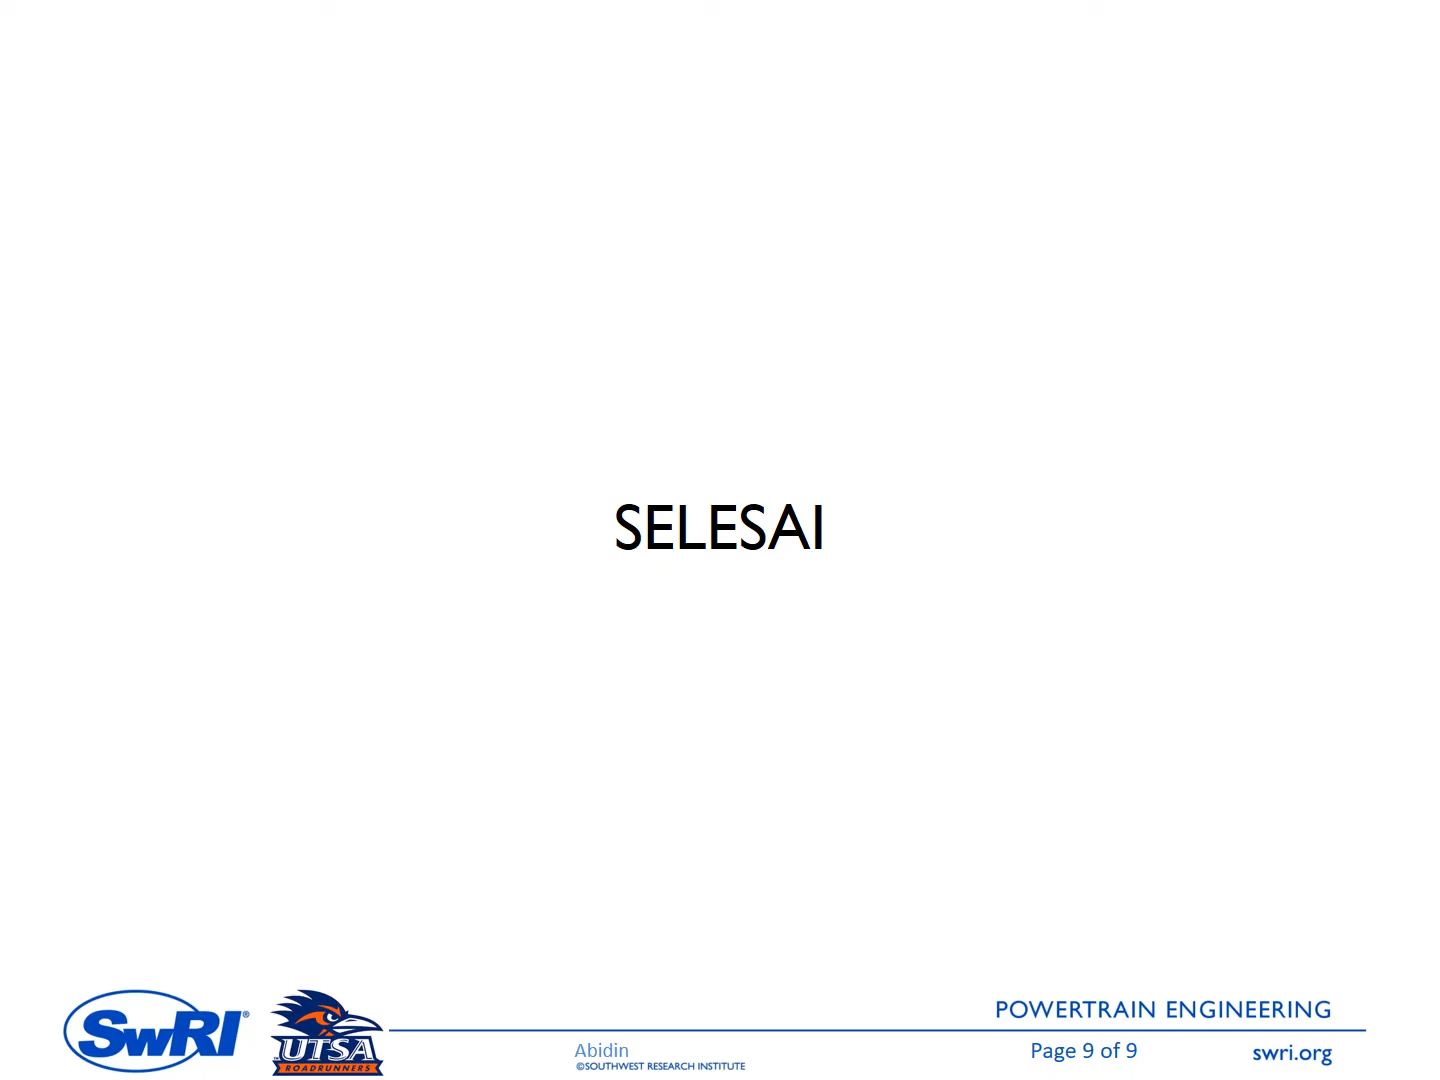 SELESAI
POWERTRAIN ENGINEERING
SwRI®
UTSA
ROADRUNNERS
Abidin
©SOUTHWEST RESEARCH INSTITUTE
Page 9 of 9
swri.org